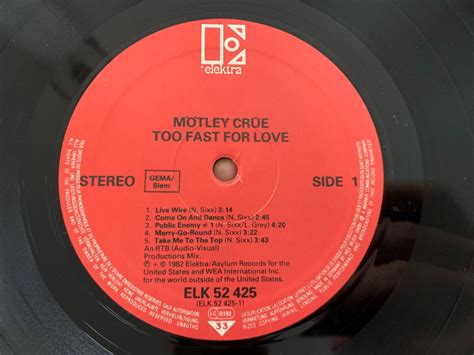 elektra
MÖTLEY CRÜE
TOO FAST FOR LOVE
STEREO
GEMA/
Biem
SIDE 1
1. Live Wire (N. Sixx) 3:14
2. Come On And Dance (N. Sixx) 2:45
3. Public Enemy #1 (N. Sixx/L. Grey) 4:20
4. Merry-Go-Round (N. Sixx) 3:22
5. Take Me To The Top (N. Sixx) 3:43
An RTB (Audio-Visual)
Productions Mix.
℗ + © 1982 Elektra/Asylum Records for the
United States and WEA International Inc.
for the world outside of the United States.
ELK 52 425
(ELK 52 425-1)
LC 0192
33